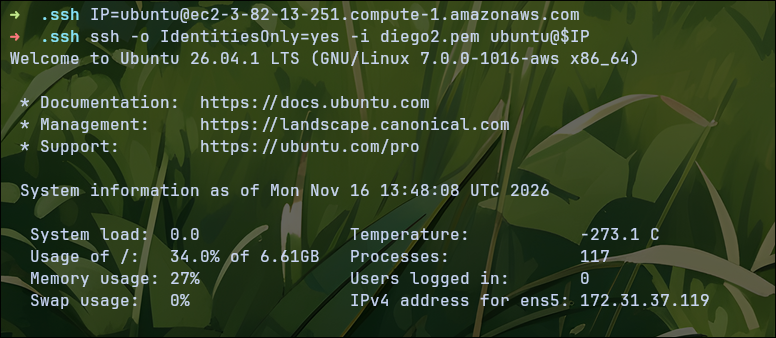 ➜  .ssh IP=ubuntu@ec2-3-82-13-251.compute-1.amazonaws.com
➜  .ssh ssh -o IdentitiesOnly=yes -i diego2.pem ubuntu@$IP
Welcome to Ubuntu 26.04.1 LTS (GNU/Linux 7.0.0-1016-aws x86_64)
* Documentation:  https://docs.ubuntu.com
* Management:     https://landscape.canonical.com
* Support:        https://ubuntu.com/pro
System information as of Mon Nov 16 13:48:08 UTC 2026
System load:  0.0               Temperature:           -273.1 C
Usage of /:   34.0% of 6.61GB   Processes:             117
Memory usage: 27%               Users logged in:       0
Swap usage:   0%                IPv4 address for ens5: 172.31.37.119